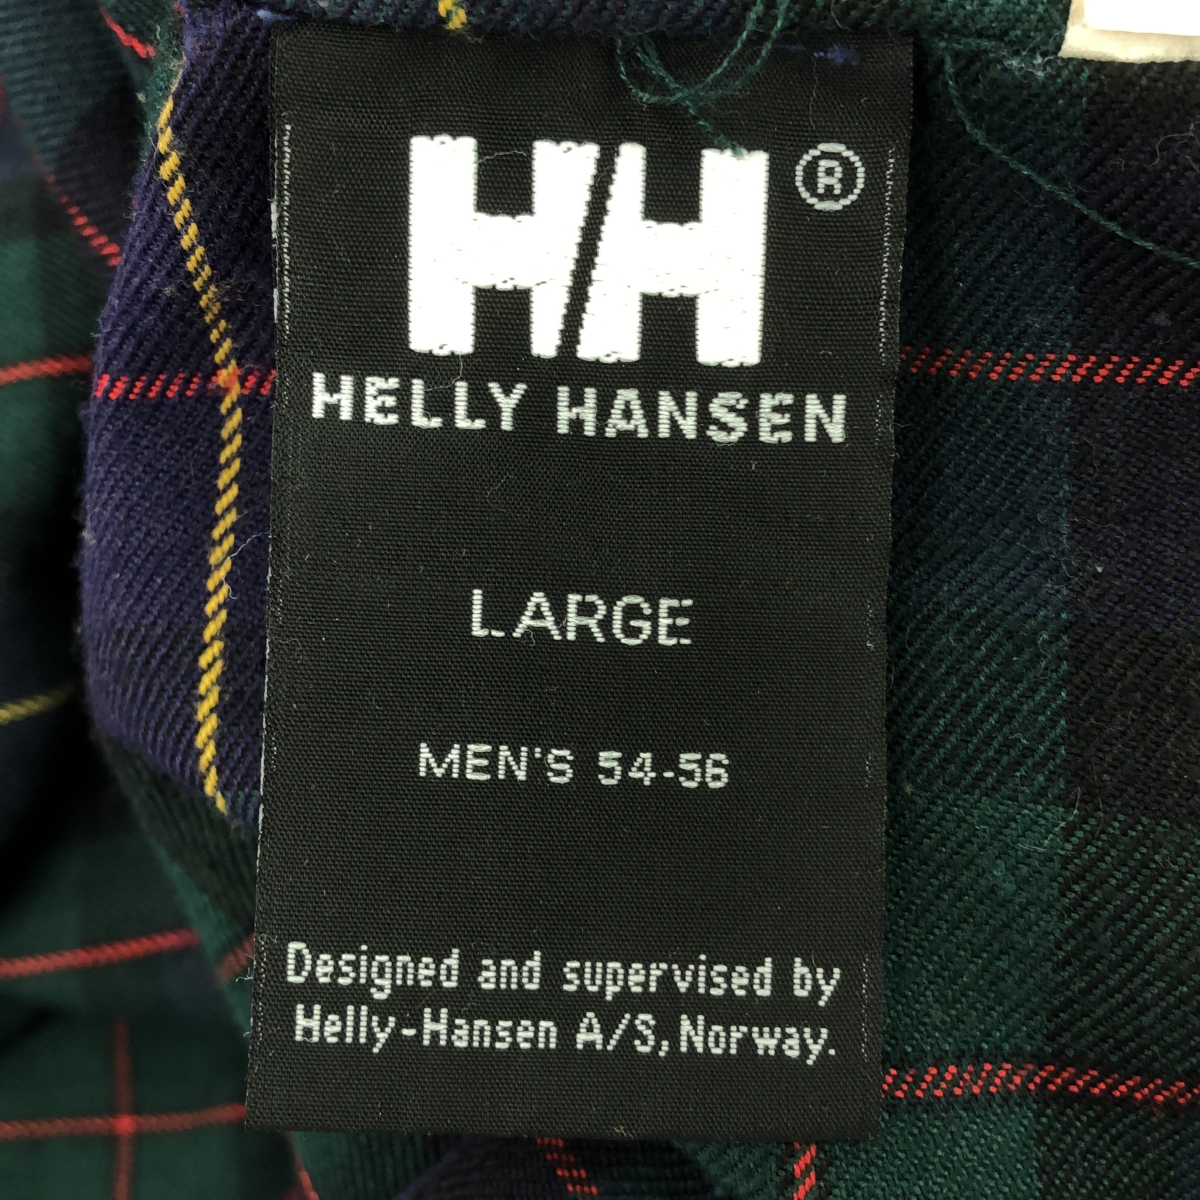 H/H ®
HELLY HANSEN
LARGE
MEN'S 54-56
Designed and supervised by
Helly-Hansen A/S, Norway.